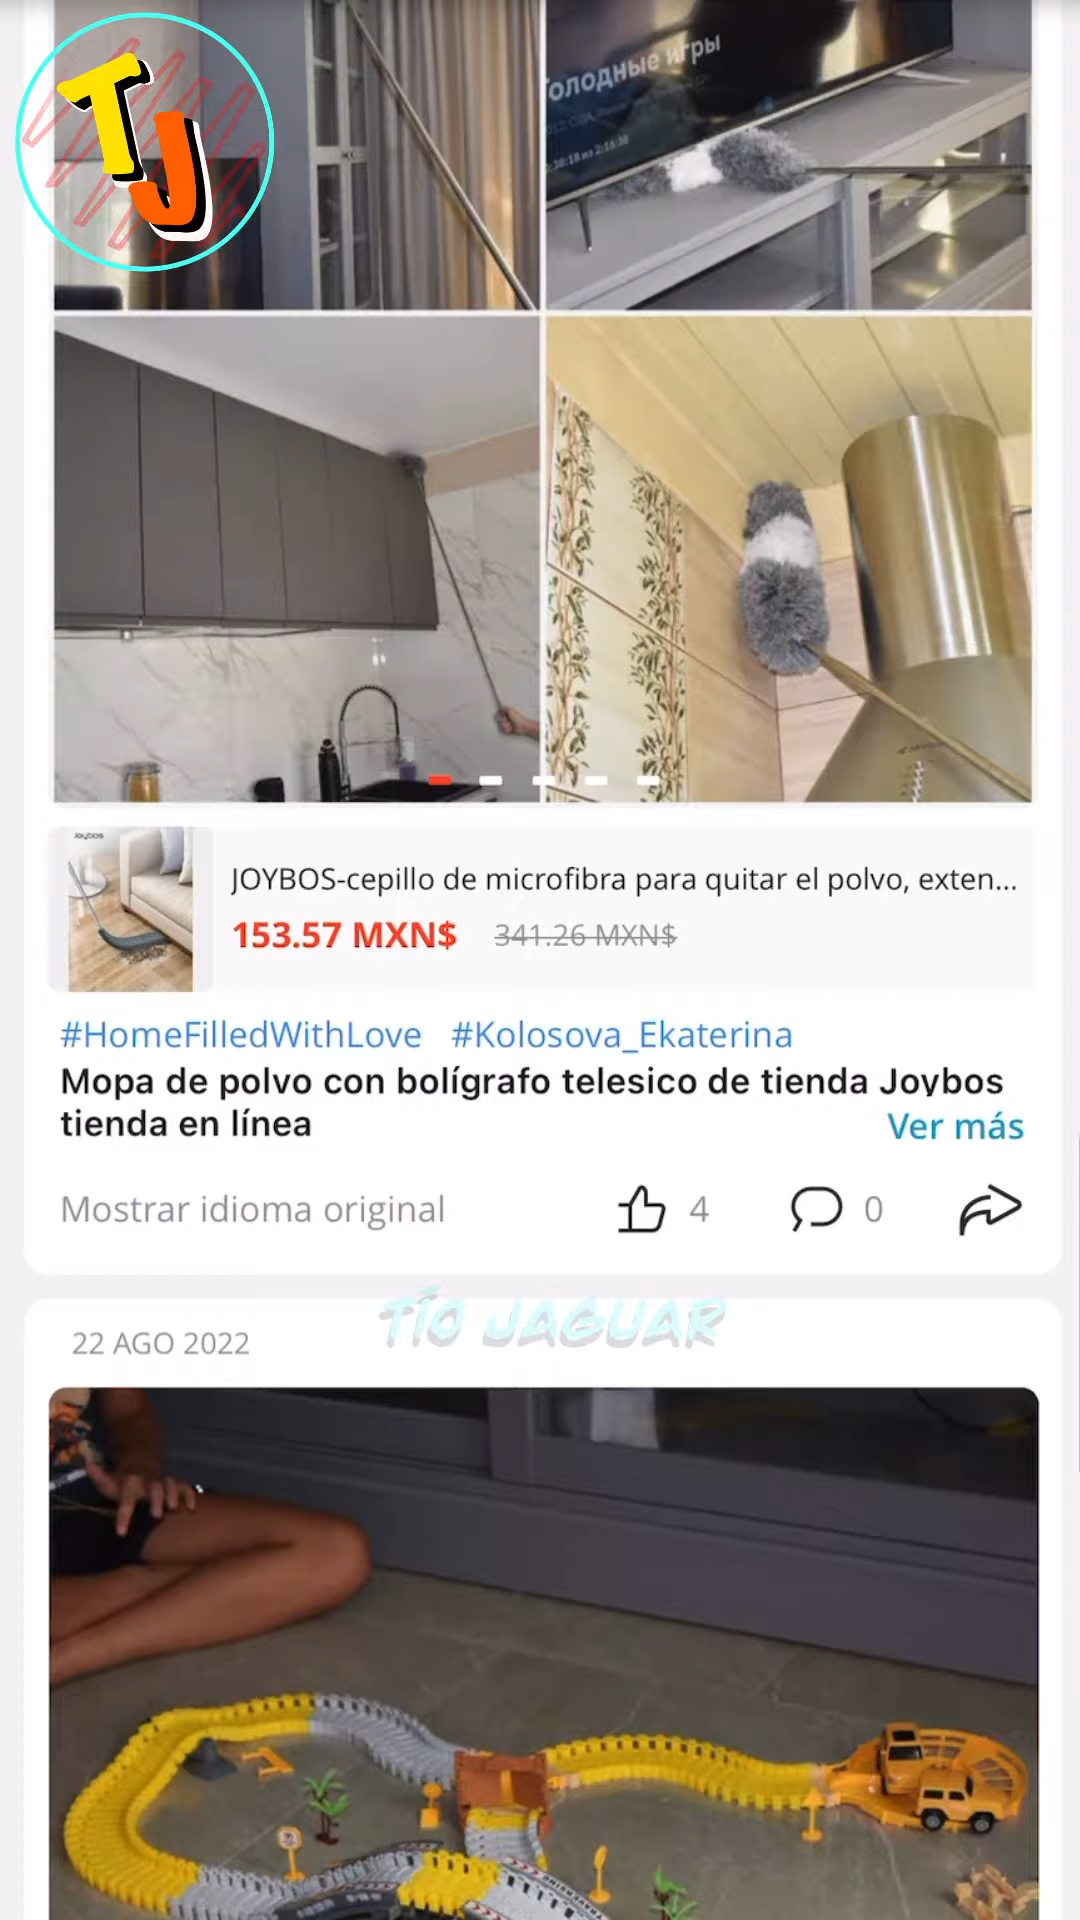 TJ
Голодные игры
Joybos
JOYBOS-cepillo de microfibra para quitar el polvo, exten...
153.57 MXN$ 341.26 MXN$
#HomeFilledWithLove #Kolosova_Ekaterina
Mopa de polvo con bolígrafo telesico de tienda Joybos
tienda en línea
Ver más
Mostrar idioma original
4
0
TÍO JAGUAR
22 AGO 2022